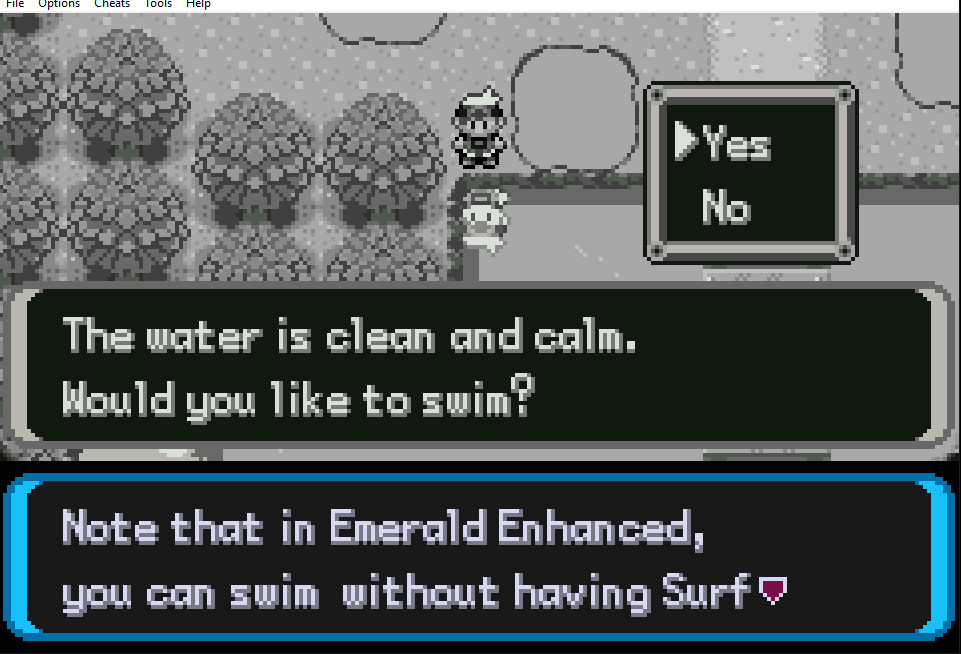 File Options Cheats Tools Help
Yes
No
The water is clean and calm.
Would you like to swim?
Note that in Emerald Enhanced,
you can swim without having Surf